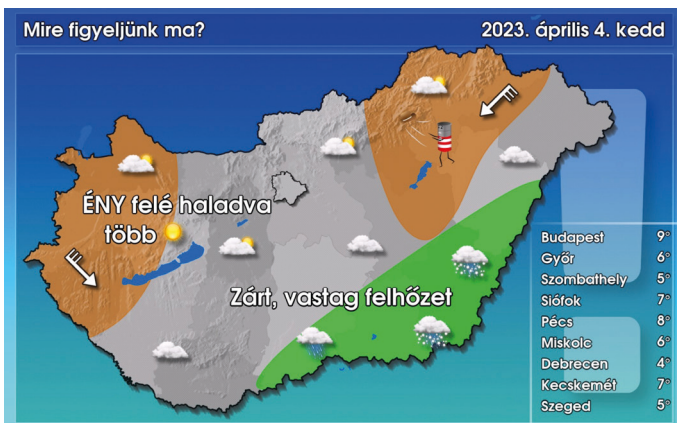 Mire figyeljünk ma?
2023. április 4. kedd
ÉNY felé haladva
több
Zárt, vastag felhőzet
Budapest 9°
Győr 6°
Szombathely 5°
Siófok 7°
Pécs 8°
Miskolc 6°
Debrecen 4°
Kecskemét 7°
Szeged 5°